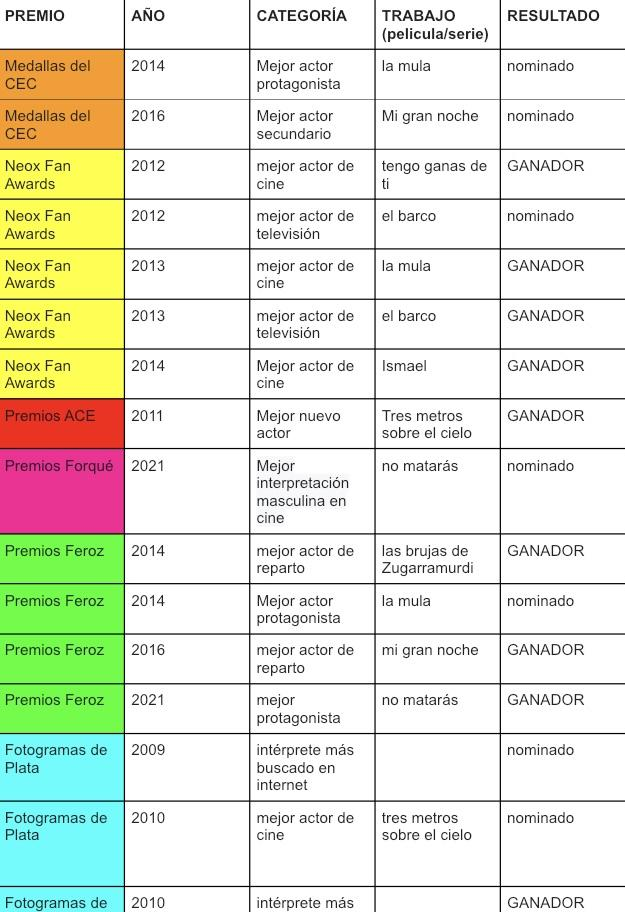 PREMIO AÑO CATEGORÍA TRABAJO RESULTADO
(pelicula/serie)
Medallas del 2014 Mejor actor la mula nominado
CEC protagonista
Medallas del 2016 Mejor actor Mi gran noche nominado
CEC secundario
Neox Fan 2012 mejor actor de tengo ganas de GANADOR
Awards cine ti
Neox Fan 2012 mejor actor de el barco nominado
Awards televisión
Neox Fan 2013 mejor actor de la mula GANADOR
Awards cine
Neox Fan 2013 mejor actor de el barco GANADOR
Awards televisión
Neox Fan 2014 Mejor actor de Ismael GANADOR
Awards cine
Premios ACE 2011 Mejor nuevo Tres metros GANADOR
actor sobre el cielo
Premios Forqué 2021 Mejor no matarás nominado
interpretación
masculina en
cine
Premios Feroz 2014 mejor actor de las brujas de GANADOR
reparto Zugarramurdi
Premios Feroz 2014 Mejor actor la mula nominado
protagonista
Premios Feroz 2016 mejor actor de mi gran noche GANADOR
reparto
Premios Feroz 2021 mejor no matarás GANADOR
protagonista
Fotogramas de 2009 intérprete más nominado
Plata buscado en
internet
Fotogramas de 2010 mejor actor de tres metros nominado
Plata cine sobre el cielo
Fotogramas de 2010 intérprete más GANADOR